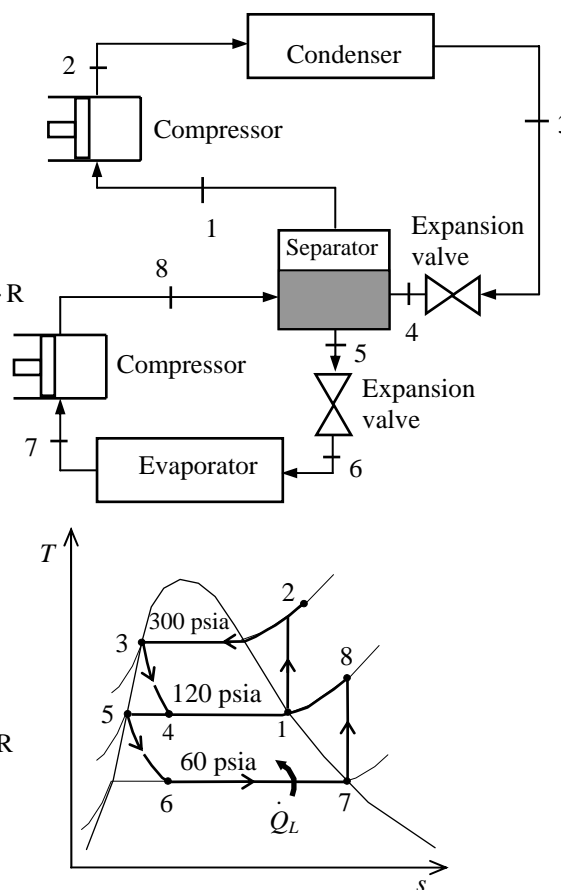 2
Condenser
Compressor
3
1
Expansion
valve
Separator
8
4
R
5
Compressor
Expansion
valve
7
Evaporator
6
T
2
300 psia
3
8
120 psia
5
4
1
R
60 psia
6
7
Q̇L
s